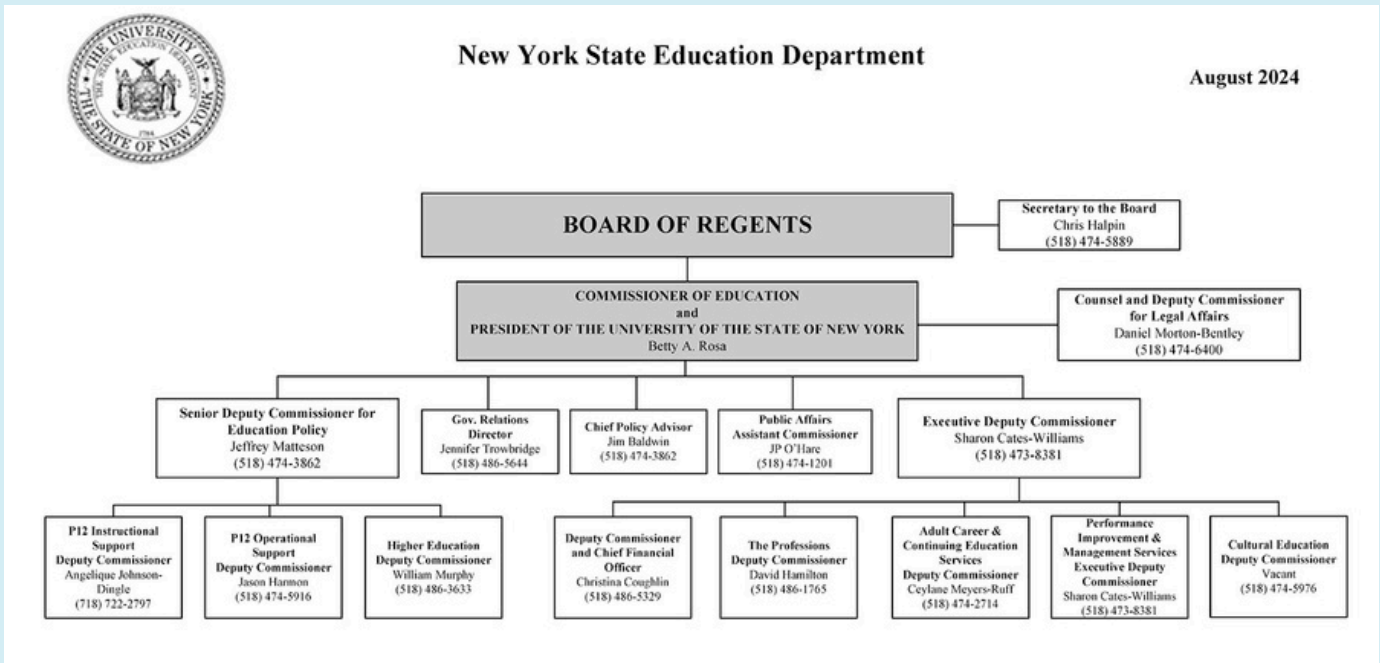 THE UNIVERSITY OF
THE STATE OF NEW YORK
THE STATE EDUCATION DEPARTMENT
1784
New York State Education Department
August 2024
BOARD OF REGENTS
Secretary to the Board
Chris Halpin
(518) 474-5889
COMMISSIONER OF EDUCATION
and
PRESIDENT OF THE UNIVERSITY OF THE STATE OF NEW YORK
Betty A. Rosa
Counsel and Deputy Commissioner
for Legal Affairs
Daniel Morton-Bentley
(518) 474-6400
Senior Deputy Commissioner for
Education Policy
Jeffrey Matteson
(518) 474-3862
Gov. Relations
Director
Jennifer Trowbridge
(518) 486-5644
Chief Policy Advisor
Jim Baldwin
(518) 474-3862
Public Affairs
Assistant Commissioner
JP O'Hare
(518) 474-1201
Executive Deputy Commissioner
Sharon Cates-Williams
(518) 473-8381
P12 Instructional
Support
Deputy Commissioner
Angelique Johnson-
Dingle
(718) 722-2797
P12 Operational
Support
Deputy Commissioner
Jason Harmon
(518) 474-5916
Higher Education
Deputy Commissioner
William Murphy
(518) 486-3633
Deputy Commissioner
and Chief Financial
Officer
Christina Coughlin
(518) 486-5329
The Professions
Deputy Commissioner
David Hamilton
(518) 486-1765
Adult Career &
Continuing Education
Services
Deputy Commissioner
Ceylane Meyers-Ruff
(518) 474-2714
Performance
Improvement &
Management Services
Executive Deputy
Commissioner
Sharon Cates-Williams
(518) 473-8381
Cultural Education
Deputy Commissioner
Vacant
(518) 474-5976